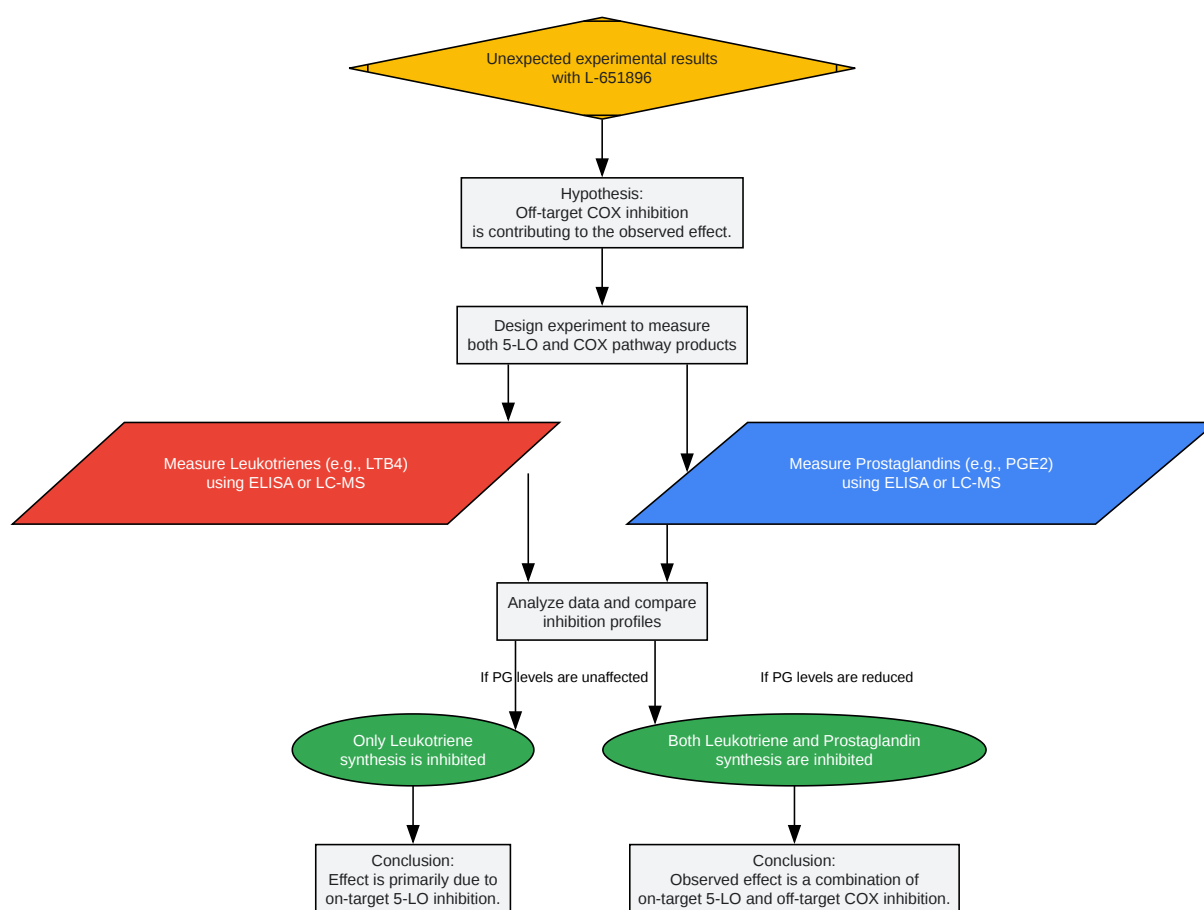 Unexpected experimental results
with L-651896
Hypothesis:
Off-target COX inhibition
is contributing to the observed effect.
Design experiment to measure
both 5-LO and COX pathway products
Measure Leukotrienes (e.g., LTB4)
using ELISA or LC-MS
Measure Prostaglandins (e.g., PGE2)
using ELISA or LC-MS
Analyze data and compare
inhibition profiles
If PG levels are unaffected
If PG levels are reduced
Only Leukotriene
synthesis is inhibited
Both Leukotriene and Prostaglandin
synthesis are inhibited
Conclusion:
Effect is primarily due to
on-target 5-LO inhibition.
Conclusion:
Observed effect is a combination of
on-target 5-LO and off-target COX inhibition.